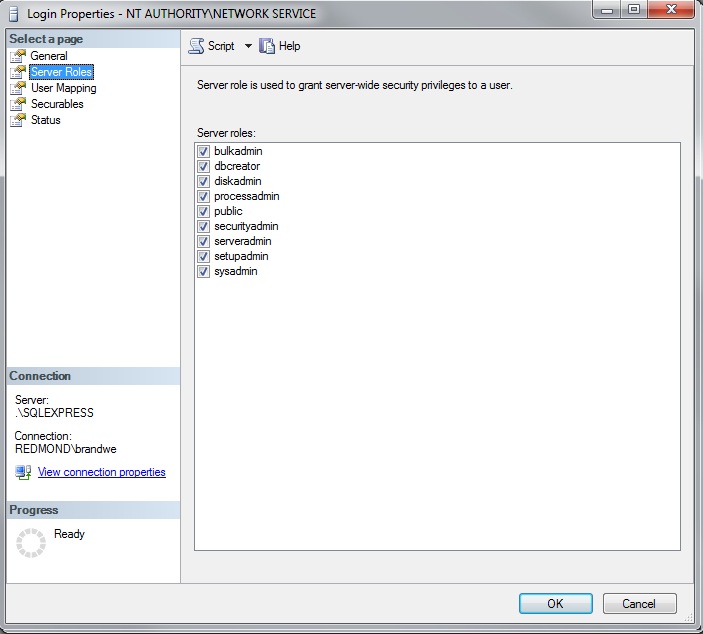 Login Properties - NT AUTHORITY\NETWORK SERVICE
Select a page
General
Server Roles
User Mapping
Securables
Status
Script
Help
Server role is used to grant server-wide security privileges to a user.
Server roles:
bulkadmin
dbcreator
diskadmin
processadmin
public
securityadmin
serveradmin
setupadmin
sysadmin
Connection
Server:
.\SQLEXPRESS
Connection:
REDMOND\brandwe
View connection properties
Progress
Ready
OK
Cancel